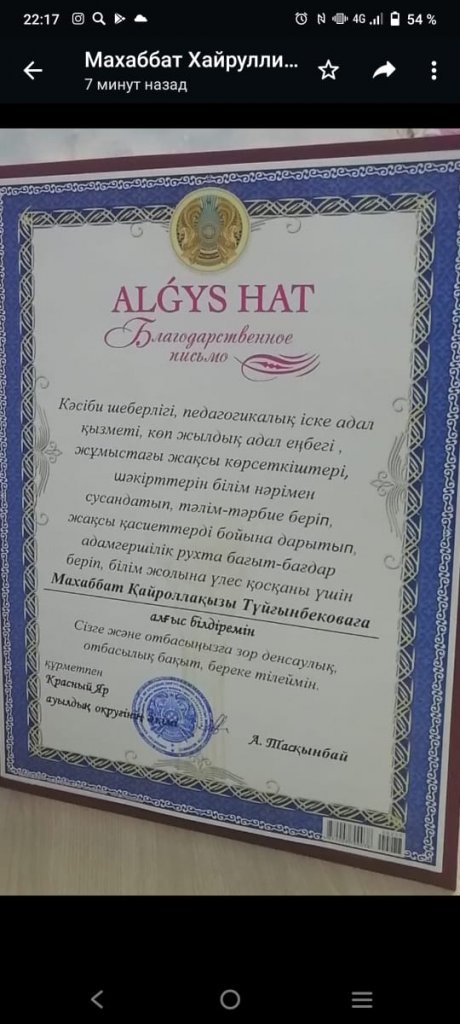 22:17
4G
54 %
Махаббат Хайрулли...
7 минут назад
ALǴYS HAT
Благодарственное
письмо
Кәсіби шеберлігі, педагогикалық іске адал
қызметі, көп жылдық адал еңбегі ,
жұмыстағы жақсы көрсеткіштері,
шәкірттерін білім нәрімен
сусандатып, тәлім-тәрбие беріп,
жақсы қасиеттерді бойына дарытып,
адамгершілік рухта бағыт-бағдар
беріп, білім жолына үлес қосқаны үшін
Махаббат Қайроллақызы Түйғынбековаға
алғыс білдіремін
Сізге және отбасыңызға зор денсаулық,
отбасылық бақыт, береке тілеймін.
құрметпен
Красный Яр
ауылдық округінің әкімі
А. Тасқынбай